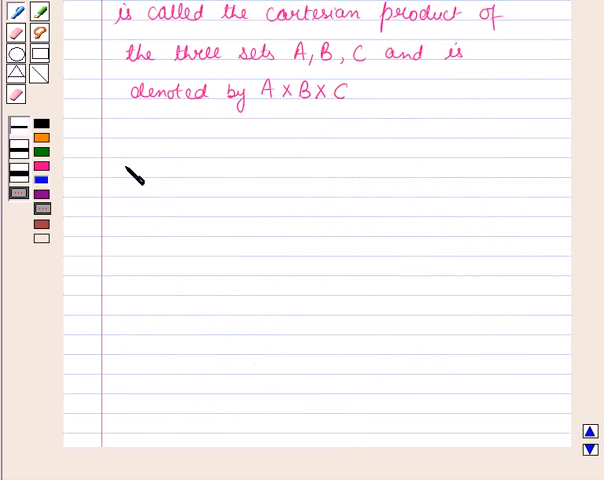 is called the cartesian product of
the three sets A, B, C and is
denoted by A × B × C